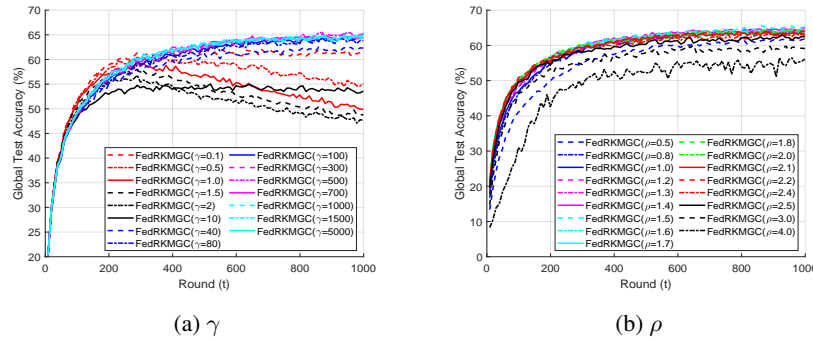 70
65
60
55
50
45
40
35
30
25
20
Global Test Accuracy (%)
FedRKMGC(γ=0.1)
FedRKMGC(γ=0.5)
FedRKMGC(γ=1.0)
FedRKMGC(γ=1.5)
FedRKMGC(γ=2)
FedRKMGC(γ=10)
FedRKMGC(γ=40)
FedRKMGC(γ=80)
FedRKMGC(γ=100)
FedRKMGC(γ=300)
FedRKMGC(γ=500)
FedRKMGC(γ=700)
FedRKMGC(γ=1000)
FedRKMGC(γ=1500)
FedRKMGC(γ=5000)
0 200 400 600 800 1000
Round (t)
(a) γ
70
60
50
40
30
20
10
0
Global Test Accuracy (%)
FedRKMGC(ρ=0.5)
FedRKMGC(ρ=0.8)
FedRKMGC(ρ=1.0)
FedRKMGC(ρ=1.2)
FedRKMGC(ρ=1.3)
FedRKMGC(ρ=1.4)
FedRKMGC(ρ=1.5)
FedRKMGC(ρ=1.6)
FedRKMGC(ρ=1.7)
FedRKMGC(ρ=1.8)
FedRKMGC(ρ=2.0)
FedRKMGC(ρ=2.1)
FedRKMGC(ρ=2.2)
FedRKMGC(ρ=2.4)
FedRKMGC(ρ=2.5)
FedRKMGC(ρ=3.0)
FedRKMGC(ρ=4.0)
0 200 400 600 800 1000
Round (t)
(b) ρ